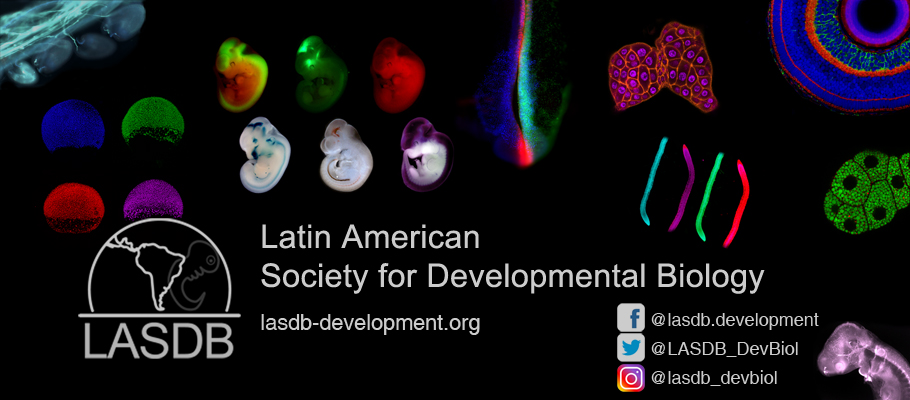 Latin American
Society for Developmental Biology
LASDB
lasdb-development.org
@lasdb.development
@LASDB_DevBiol
@lasdb_devbiol